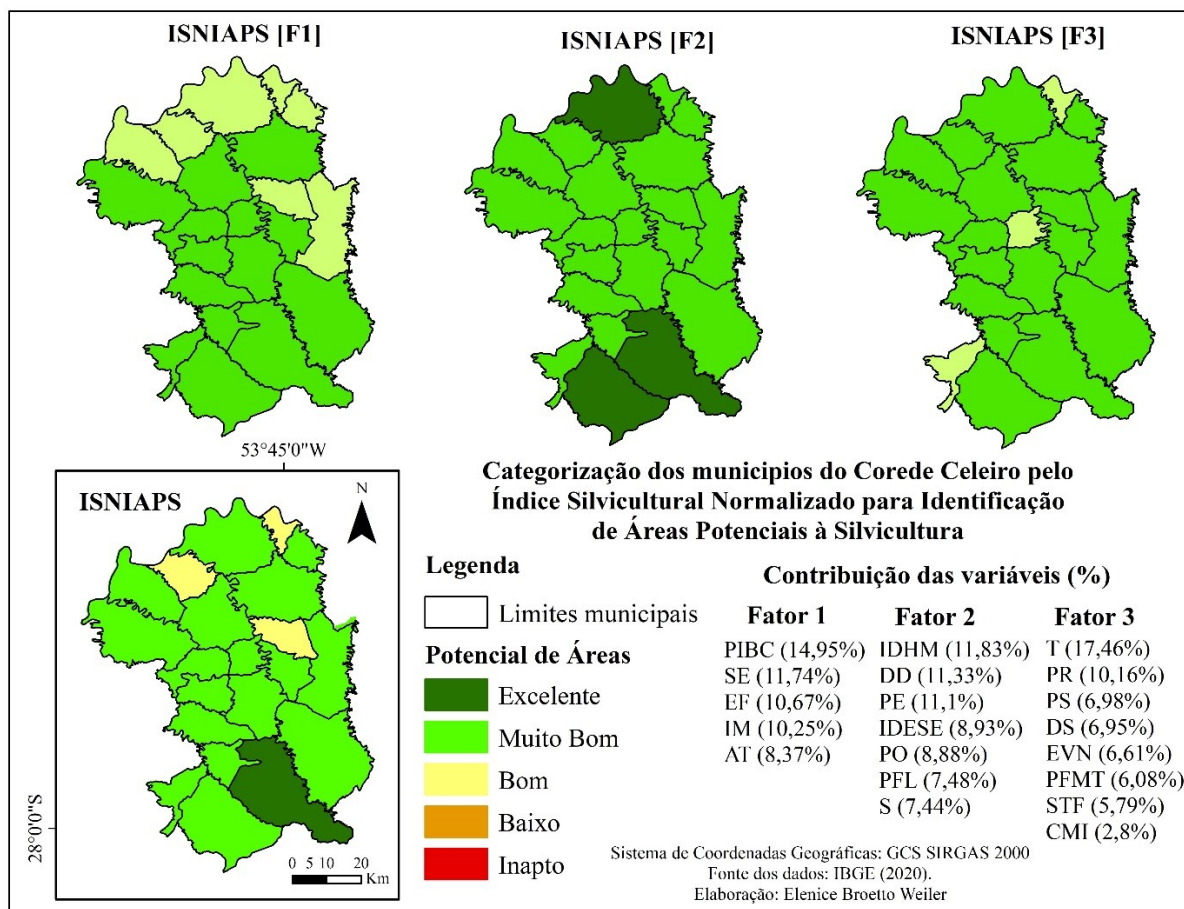 ISNIAPS [F1]
ISNIAPS [F2]
ISNIAPS [F3]
53°45'0"W
28°0'0"S
ISNIAPS
N
0 5 10 20
Km
Categorização dos municipios do Corede Celeiro pelo
Índice Silvicultural Normalizado para Identificação
de Áreas Potenciais à Silvicultura
Legenda
Limites municipais
Potencial de Áreas
Excelente
Muito Bom
Bom
Baixo
Inapto
Contribuição das variáveis (%)
Fator 1
PIBC (14,95%)
SE (11,74%)
EF (10,67%)
IM (10,25%)
AT (8,37%)
Fator 2
IDHM (11,83%)
DD (11,33%)
PE (11,1%)
IDESE (8,93%)
PO (8,88%)
PFL (7,48%)
S (7,44%)
Fator 3
T (17,46%)
PR (10,16%)
PS (6,98%)
DS (6,95%)
EVN (6,61%)
PFMT (6,08%)
STF (5,79%)
CMI (2,8%)
Sistema de Coordenadas Geográficas: GCS SIRGAS 2000
Fonte dos dados: IBGE (2020).
Elaboração: Elenice Broetto Weiler